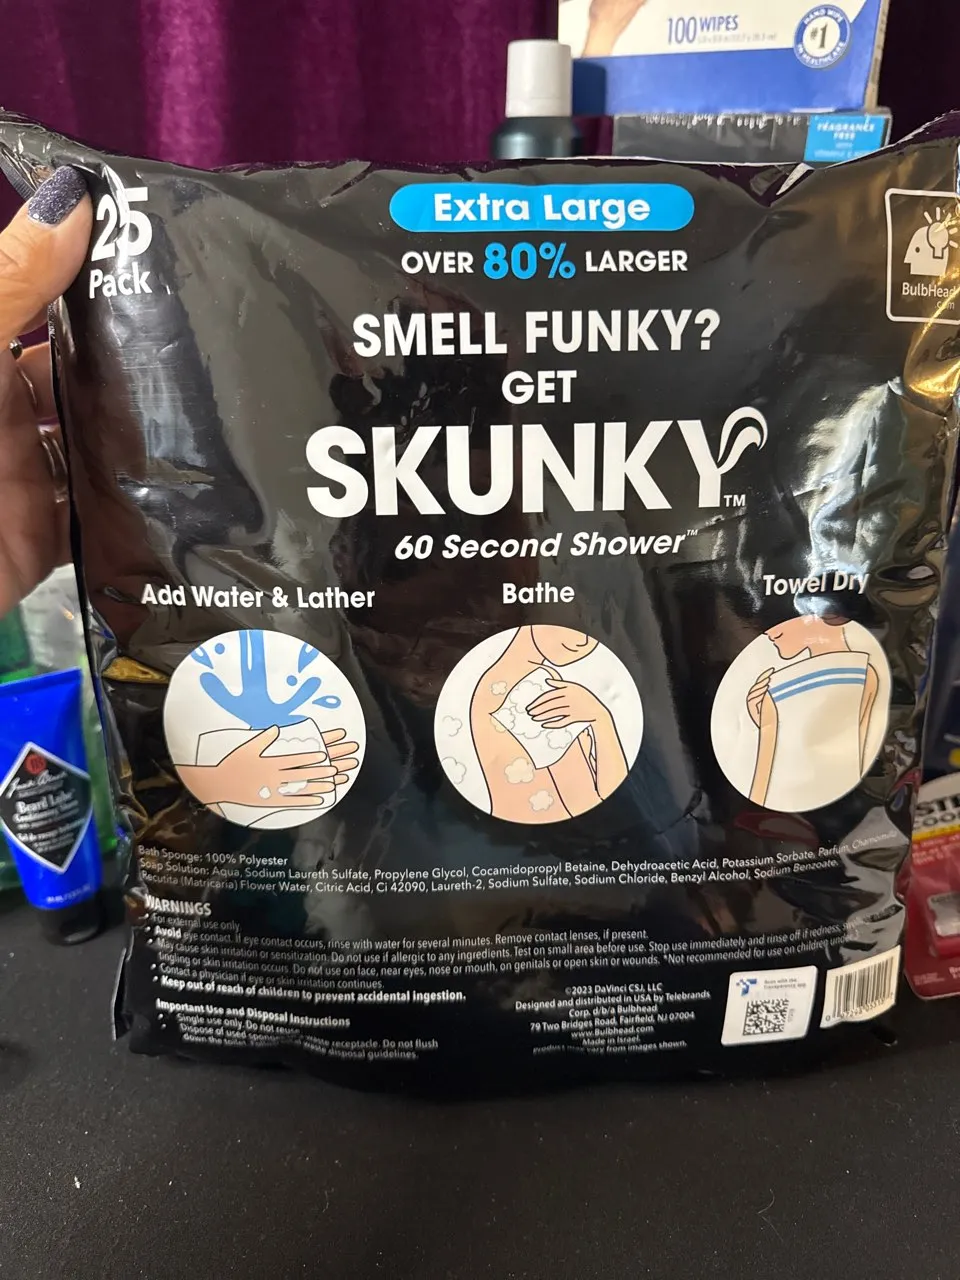 100 WIPES
#1
FRAGRANCE
FREE
25
Pack
Extra Large
OVER 80% LARGER
BulbHead
.com
SMELL FUNKY?
GET
SKUNKY™
60 Second Shower™
Add Water & Lather
Bathe
Towel Dry
Bath Sponge: 100% Polyester
Soap Solution: Aqua, Sodium Laureth Sulfate, Propylene Glycol, Cocamidopropyl Betaine, Dehydroacetic Acid, Potassium Sorbate, Parfum, Chamomilla
Recutita (Matricaria) Flower Water, Citric Acid, Ci 42090, Laureth-2, Sodium Sulfate, Sodium Chloride, Benzyl Alcohol, Sodium Benzoate.
WARNINGS
• For external use only.
• Avoid eye contact. If eye contact occurs, rinse with water for several minutes. Remove contact lenses, if present.
• May cause skin irritation or sensitization. Do not use if allergic to any ingredients. Test on small area before use. Stop use immediately and rinse off if redness,
tingling or skin irritation occurs. Do not use on face, near eyes, nose or mouth, on genitals or open skin or wounds. *Not recommended for use on children
• Contact a physician if eye or skin irritation continues.
• Keep out of reach of children to prevent accidental ingestion.
Important Use and Disposal Instructions
• Single use only. Do not reuse.
Dispose of used waste receptacle. Do not flush
down the toilet. waste disposal guidelines.
©2023 DaVinci CSJ, LLC
Designed and distributed in USA by Telebrands
Corp. d/b/a Bulbhead
79 Two Bridges Road, Fairfield, NJ 07004
www.Bulbhead.com
Made in Israel.
Product may vary from images shown.
Jack Black
Beard Lube